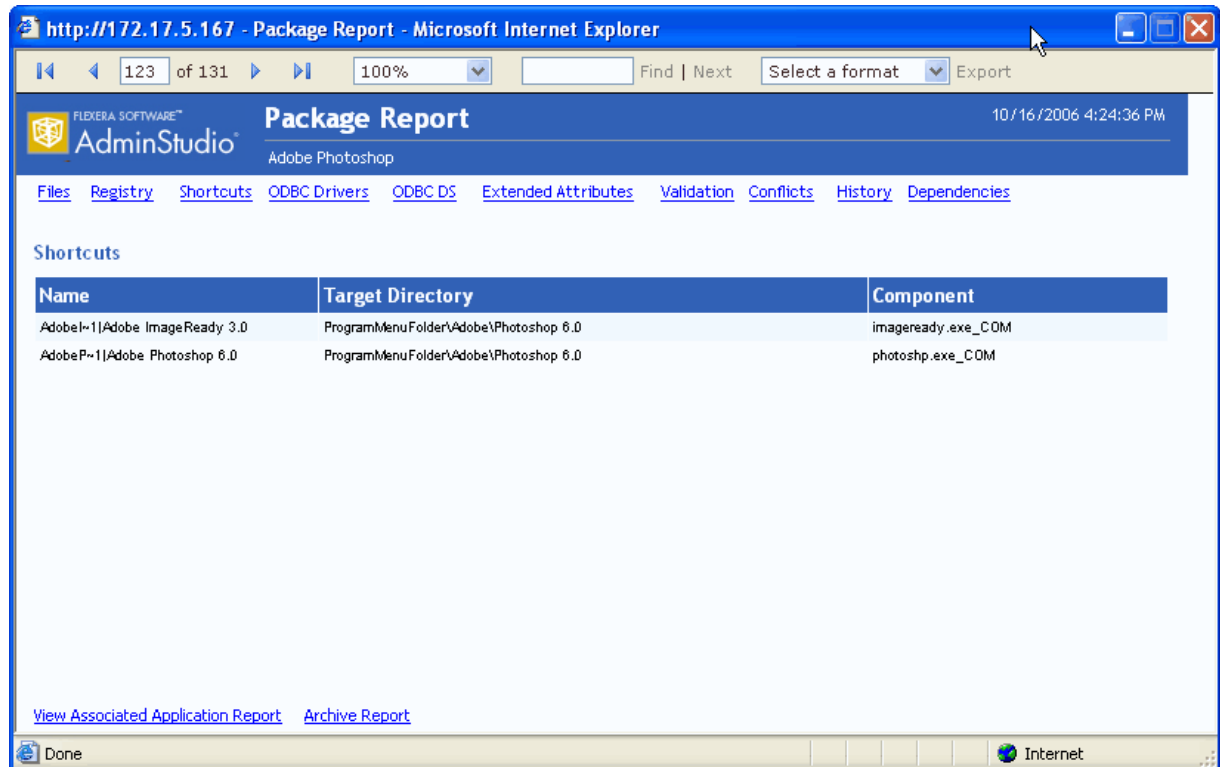 http://172.17.5.167 - Package Report - Microsoft Internet Explorer
123 of 131 100% Find | Next Select a format Export
FLEXERA SOFTWARE™ Package Report 10/16/2006 4:24:36 PM
AdminStudio®
Adobe Photoshop
Files Registry Shortcuts ODBC Drivers ODBC DS Extended Attributes Validation Conflicts History Dependencies
Shortcuts
Name Target Directory Component
AdobeI~1|Adobe ImageReady 3.0 ProgramMenuFolder\Adobe\Photoshop 6.0 imageready.exe_COM
AdobeP~1|Adobe Photoshop 6.0 ProgramMenuFolder\Adobe\Photoshop 6.0 photoshp.exe_COM
View Associated Application Report Archive Report
Done Internet